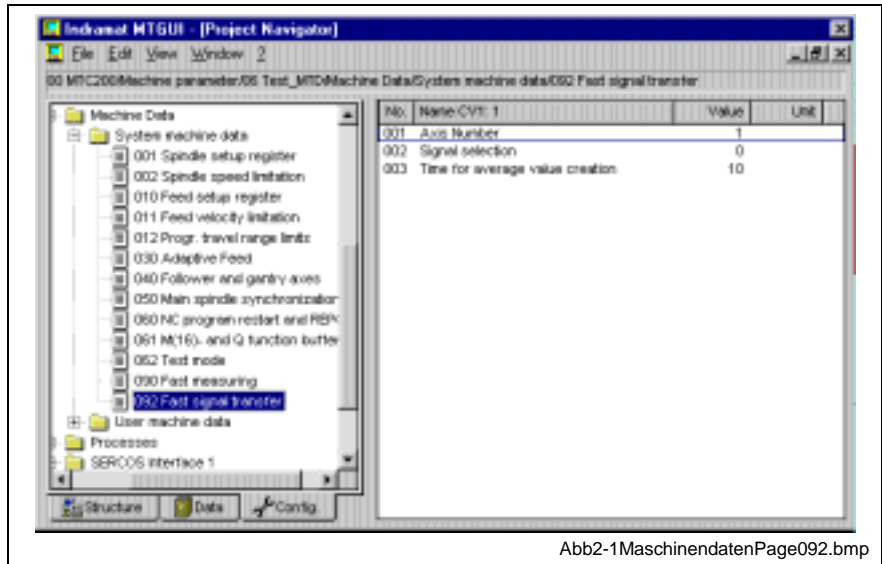 Indramat MTGUI - [Project Navigator]
File Edit View Window ?
00 MTC200/Machine parameter/06 Test_MTD/Machine Data/System machine data/092 Fast signal transfer
Machine Data
System machine data
001 Spindle setup register
002 Spindle speed limitation
010 Feed setup register
011 Feed velocity limitation
012 Progr. travel range limits
030 Adaptive Feed
040 Follower and gantry axes
050 Main spindle synchronization
060 NC program restart and
061 M(16)- and Q function buffer
062 Test mode
090 Fast measuring
092 Fast signal transfer
User machine data
Processes
SERCOS interface 1
Structure Data Config.
No. Name CV1: 1 Value Unit
001 Axis Number 1
002 Signal selection 0
003 Time for average value creation 10
Abb2-1MaschinendatenPage092.bmp